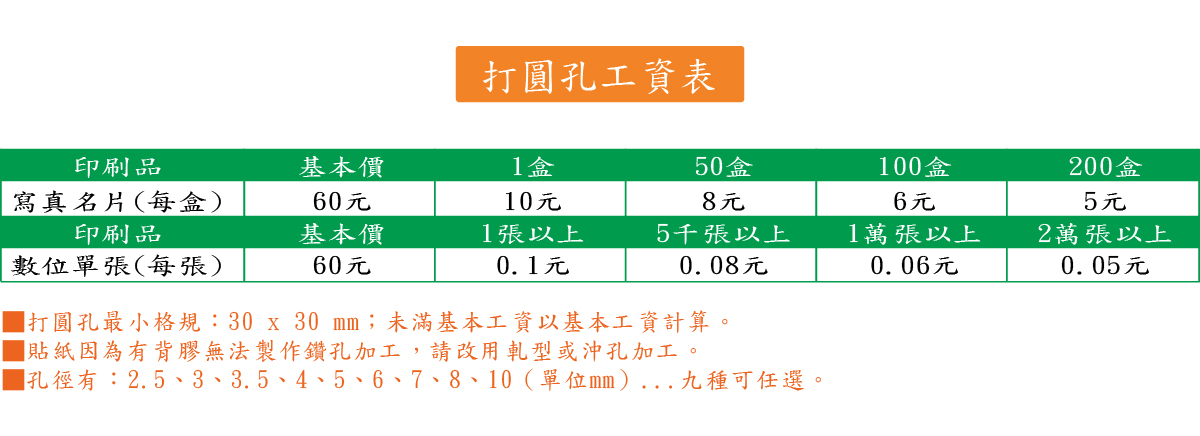 打圓孔工資表
印刷品 基本價 1盒 50盒 100盒 200盒
寫真名片(每盒) 60元 10元 8元 6元 5元
印刷品 基本價 1張以上 5千張以上 1萬張以上 2萬張以上
數位單張(每張) 60元 0.1元 0.08元 0.06元 0.05元
■打圓孔最小格規：30 x 30 mm；未滿基本工資以基本工資計算。
■貼紙因為有背膠無法製作鑽孔加工，請改用軋型或沖孔加工。
■孔徑有：2.5、3、3.5、4、5、6、7、8、10（單位mm）...九種可任選。